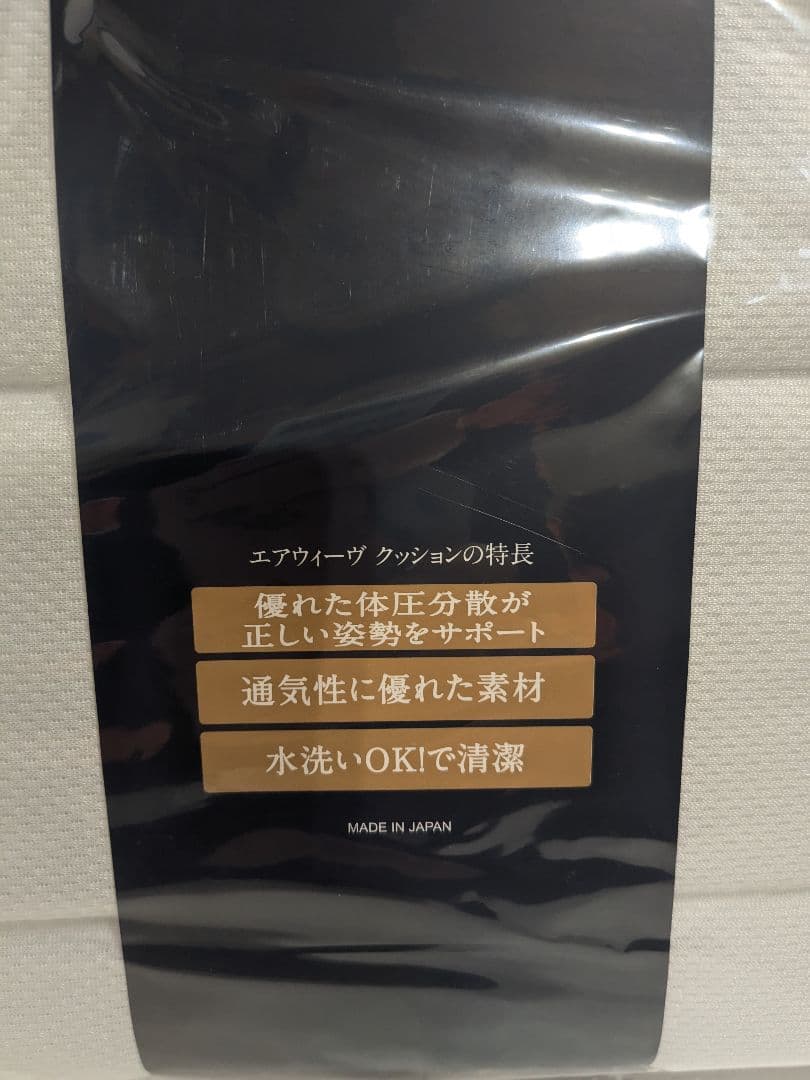 エアウィーヴ クッションの特長
優れた体圧分散が
正しい姿勢をサポート
通気性に優れた素材
水洗いOK!で清潔
MADE IN JAPAN